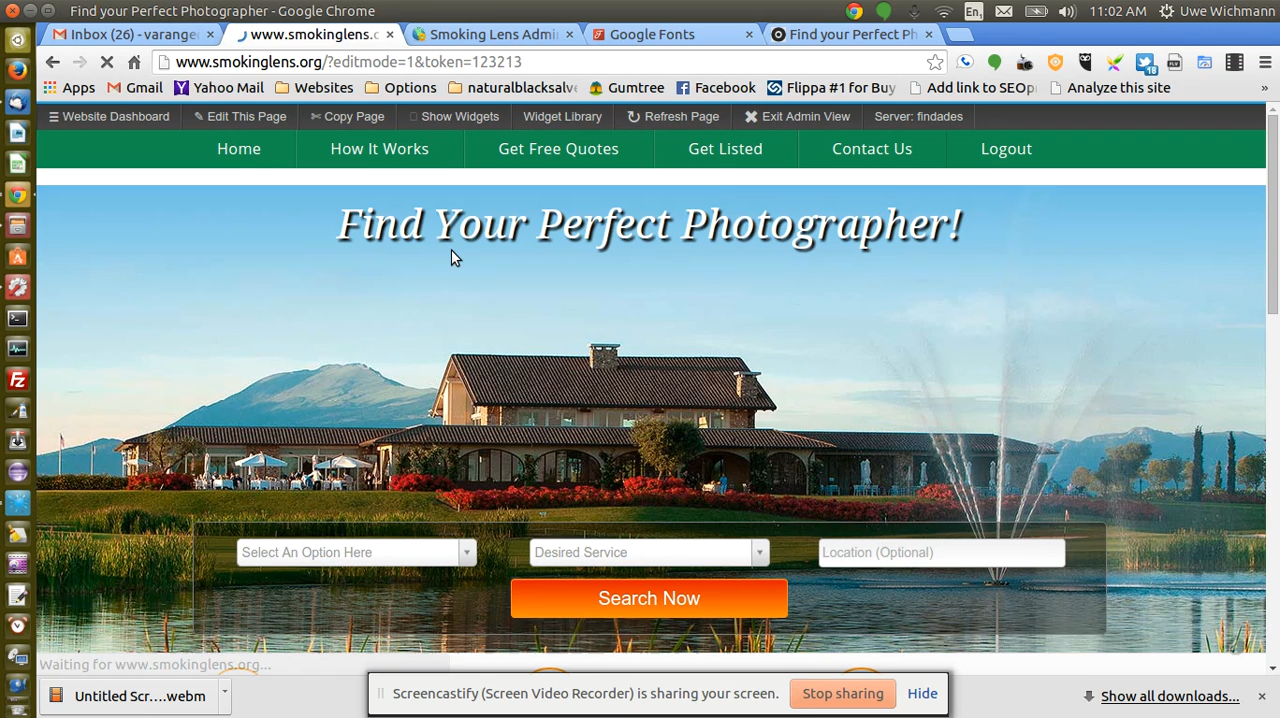 Find your Perfect Photographer - Google Chrome
En 11:02 AM Uwe Wichmann
Inbox (26) - varange
www.smokinglens.c
Smoking Lens Admi
Google Fonts
Find your Perfect Ph
www.smokinglens.org/?editmode=1&token=123213
18
Apps Gmail Yahoo Mail Websites Options naturalblacksalve Gumtree Facebook Flippa #1 for Buy Add link to SEOp Analyze this site »
Website Dashboard Edit This Page Copy Page Show Widgets Widget Library Refresh Page Exit Admin View Server: findades
Home How It Works Get Free Quotes Get Listed Contact Us Logout
Find Your Perfect Photographer!
Select An Option Here Desired Service Location (Optional)
Search Now
Waiting for www.smokinglens.org...
Untitled Scr....webm
Screencastify (Screen Video Recorder) is sharing your screen. Stop sharing Hide
Show all downloads...